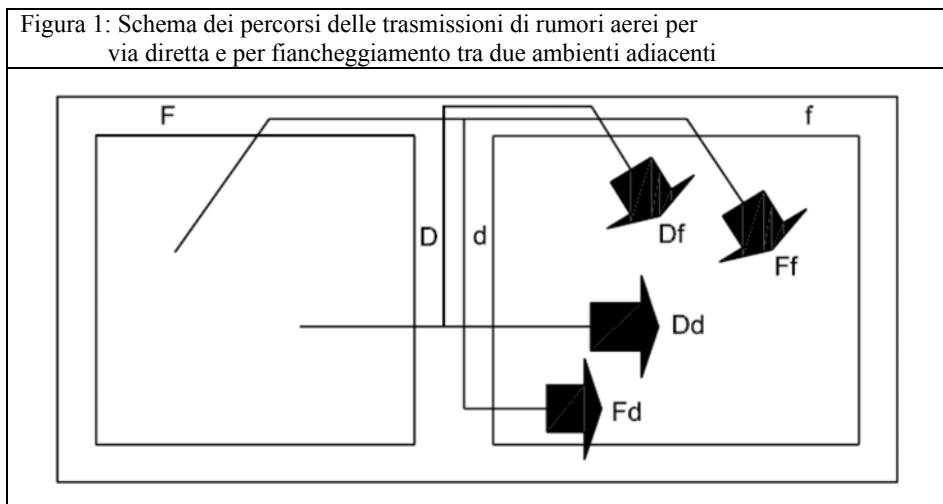 Figura 1: Schema dei percorsi delle trasmissioni di rumori aerei per
via diretta e per fiancheggiamento tra due ambienti adiacenti
F
f
D
d
Df
Ff
Dd
Fd